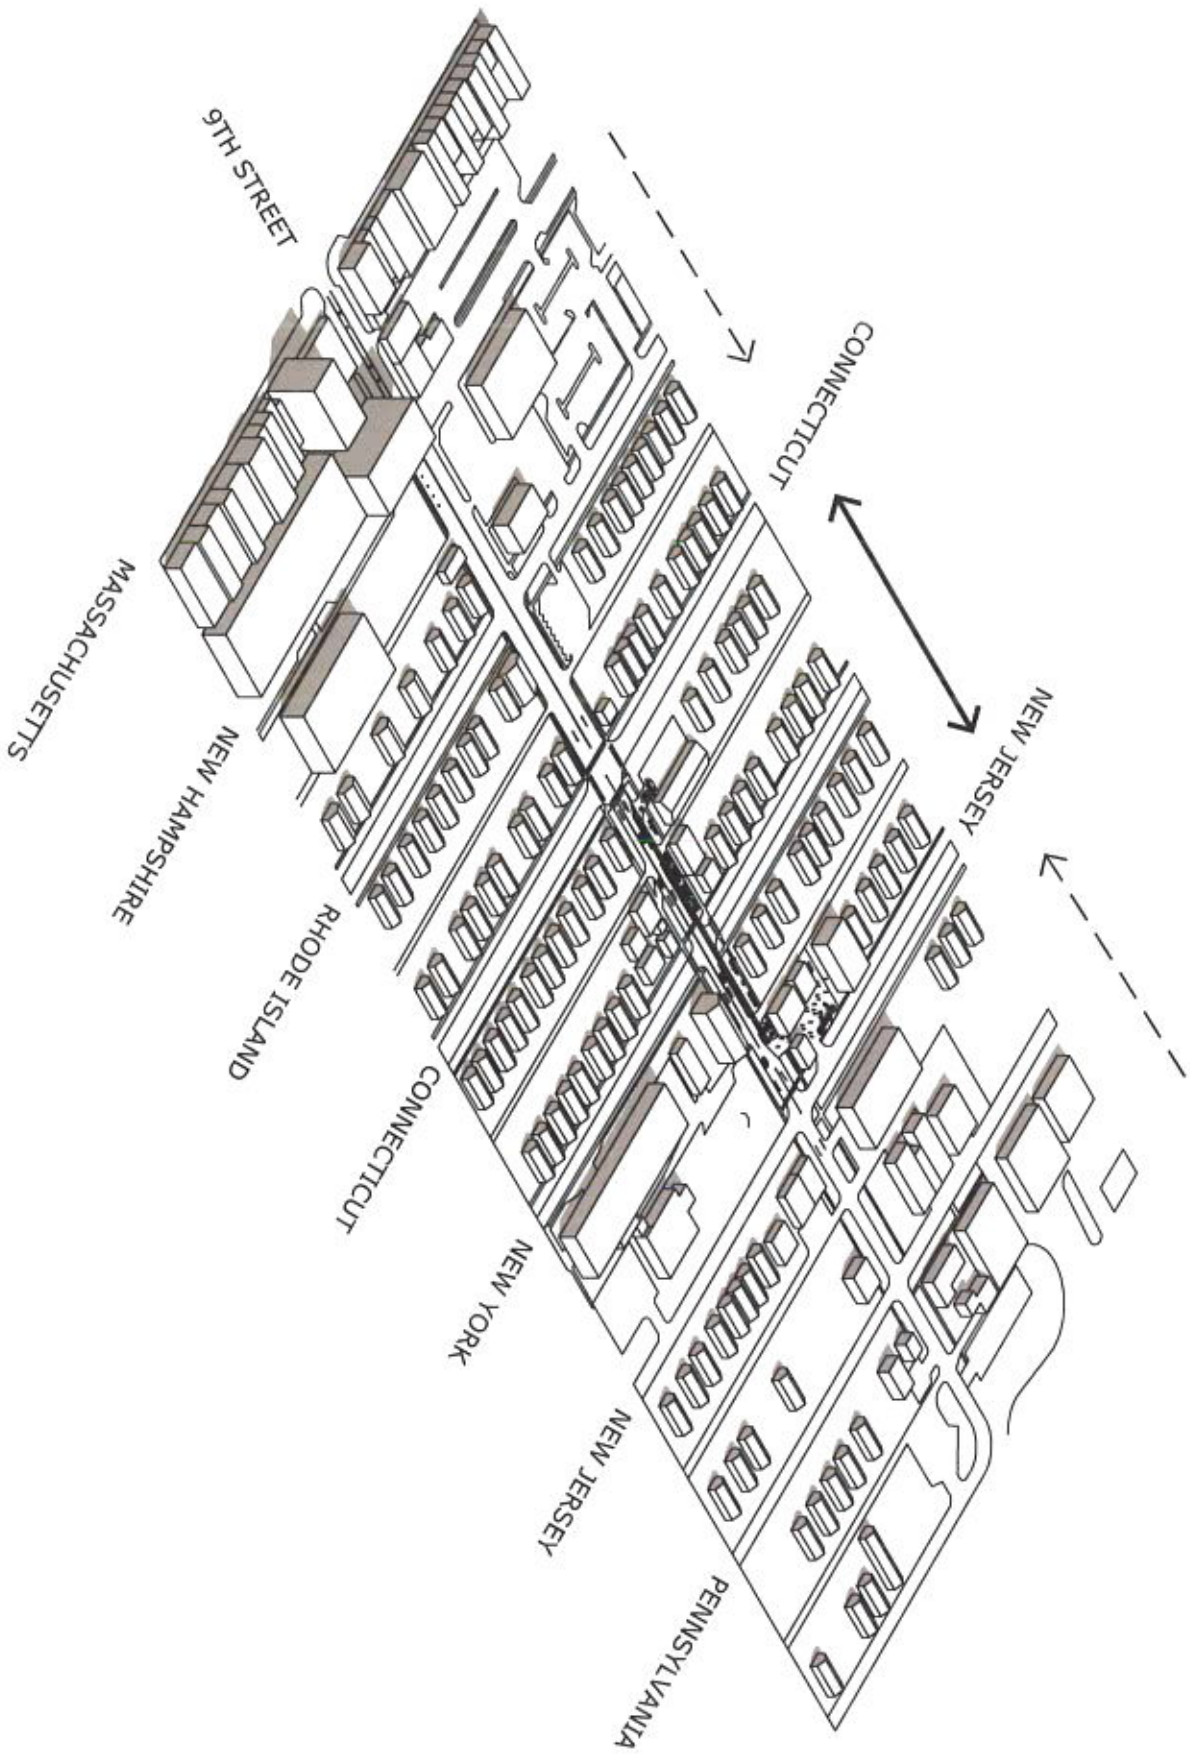 9TH STREET
MASSACHUSETTS
NEW HAMPSHIRE
RHODE ISLAND
CONNECTICUT
NEW YORK
NEW JERSEY
PENNSYLVANIA
CONNECTICUT
NEW JERSEY